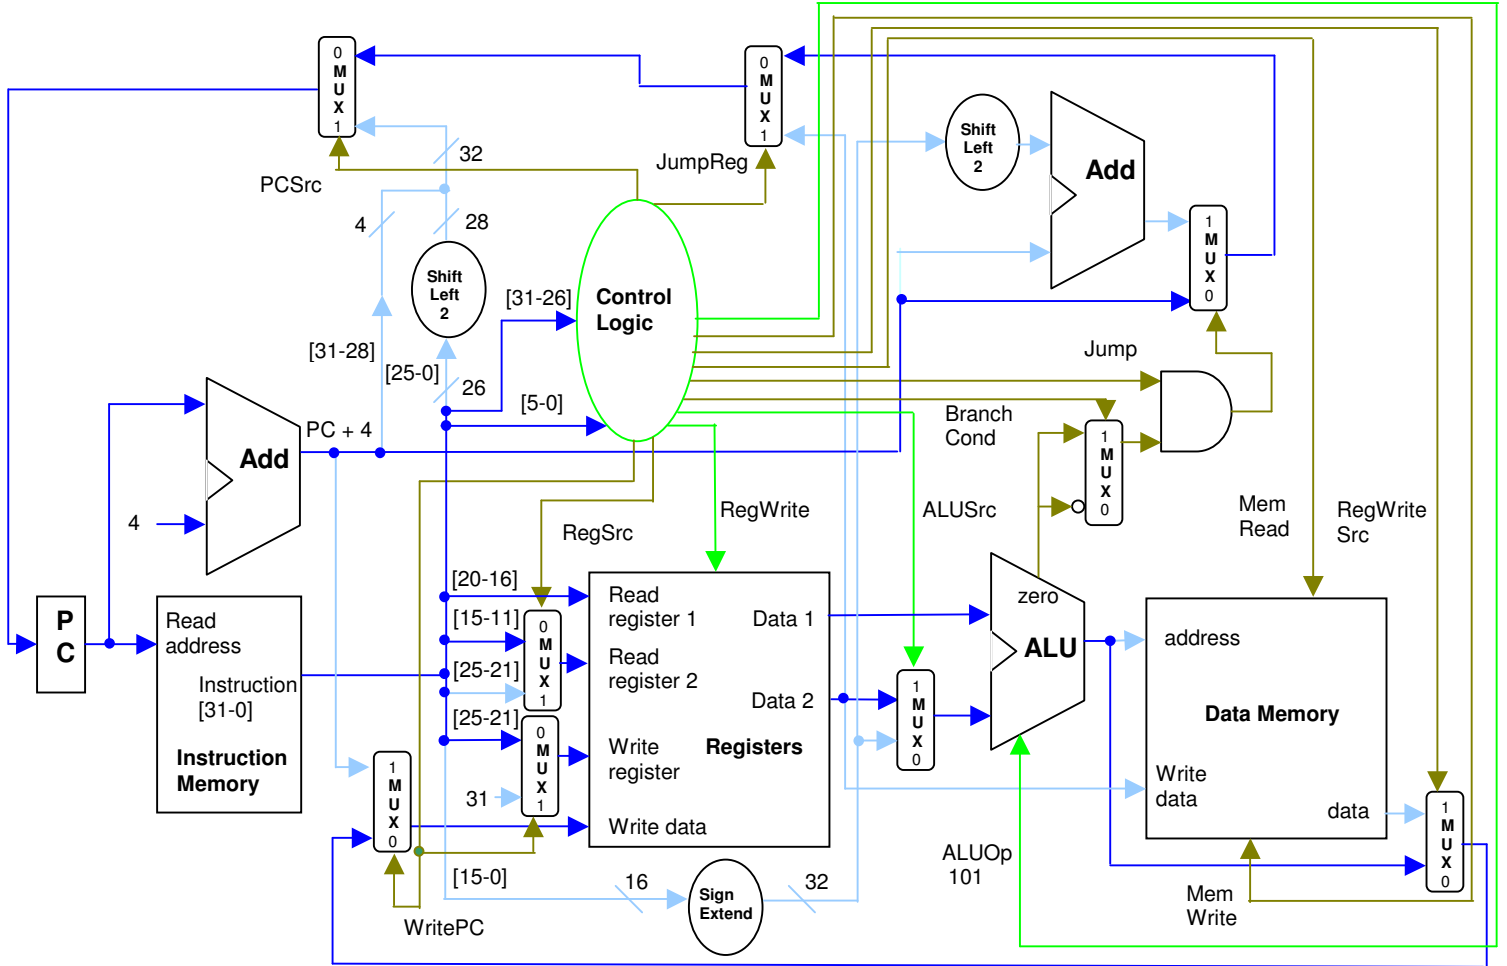 0
M
U
X
1
0
M
U
X
1
32
PCSrc
JumpReg
4
28
Shift
Left
2
Shift
Left
2
Add
1
M
U
X
0
[31-26]
Control
Logic
[31-28]
[25-0]
26
[5-0]
Jump
Branch
Cond
1
M
U
X
0
PC + 4
Add
4
RegSrc
RegWrite
ALUSrc
Mem
Read
RegWrite
Src
P
C
Read
address
Instruction
[31-0]
Instruction
Memory
[20-16]
[15-11]
[25-21]
[25-21]
0
M
U
X
1
0
M
U
X
1
31
Read
register 1
Read
register 2
Write
register
Write data
Data 1
Data 2
Registers
1
M
U
X
0
zero
ALU
address
Data Memory
Write
data
data
1
M
U
X
0
1
M
U
X
0
[15-0]
16
Sign
Extend
32
WritePC
ALUOp
101
Mem
Write